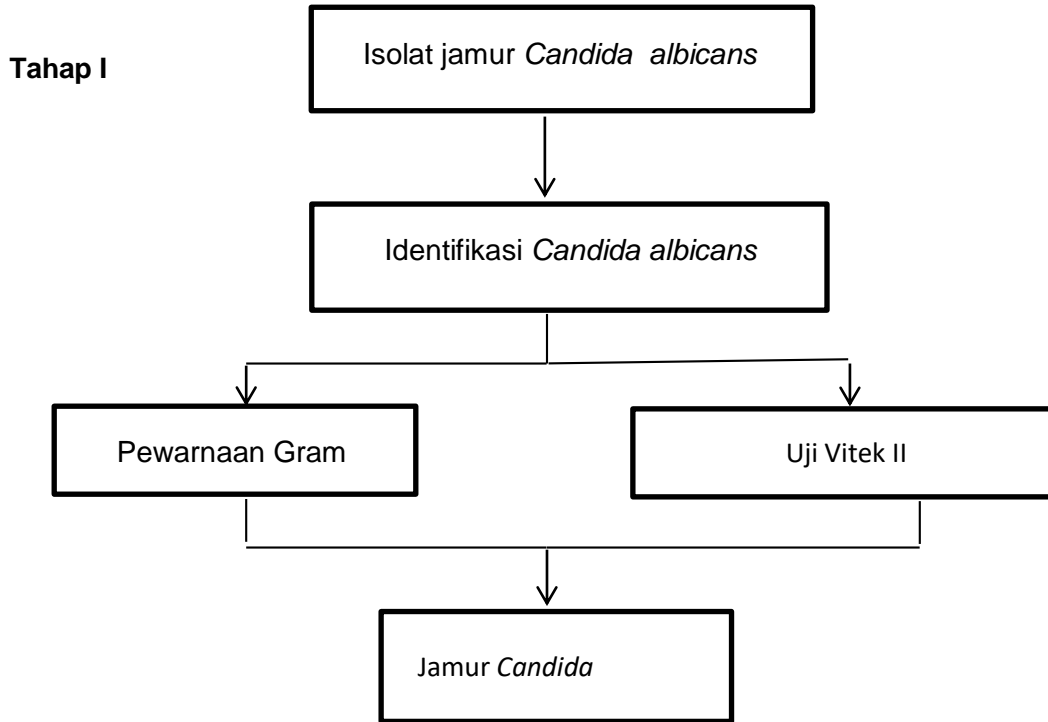 Isolat jamur Candida albicans
Tahap I
Identifikasi Candida albicans
Pewarnaan Gram
Uji Vitek II
Jamur Candida